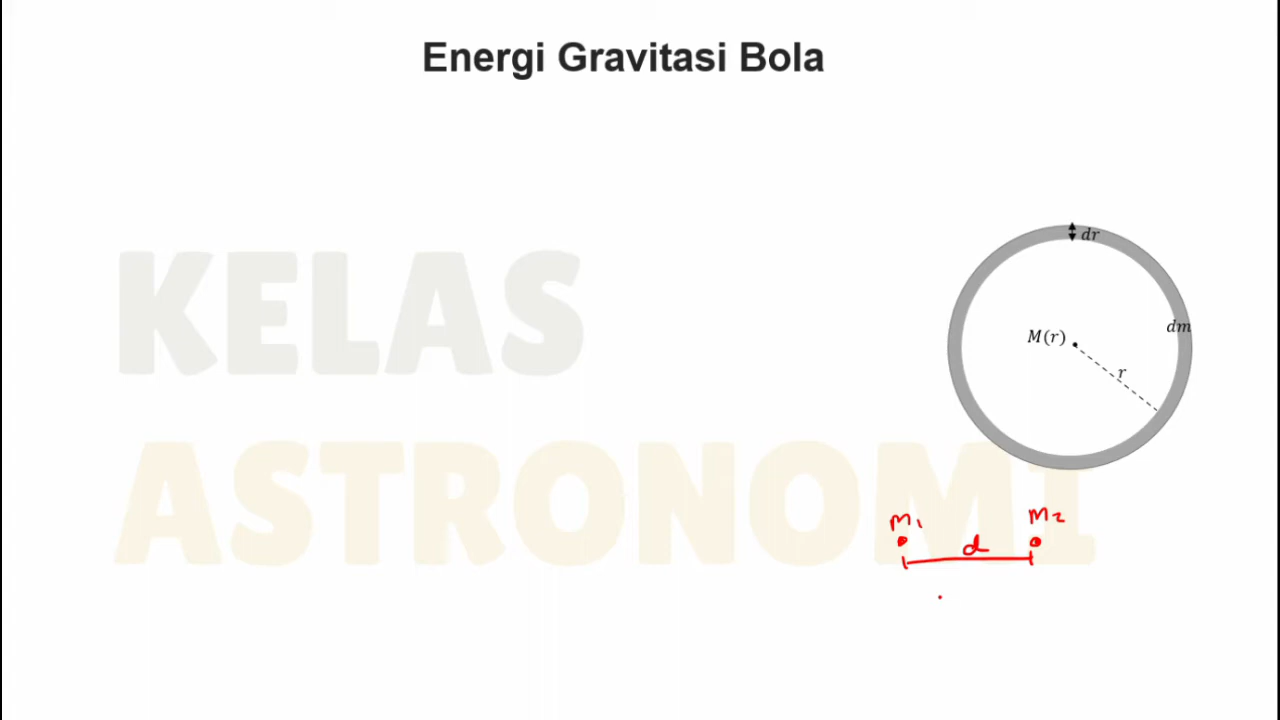 Energi Gravitasi Bola
KELAS
ASTRONOMI
dr
dm
M(r)
r
M₁
M₂
d